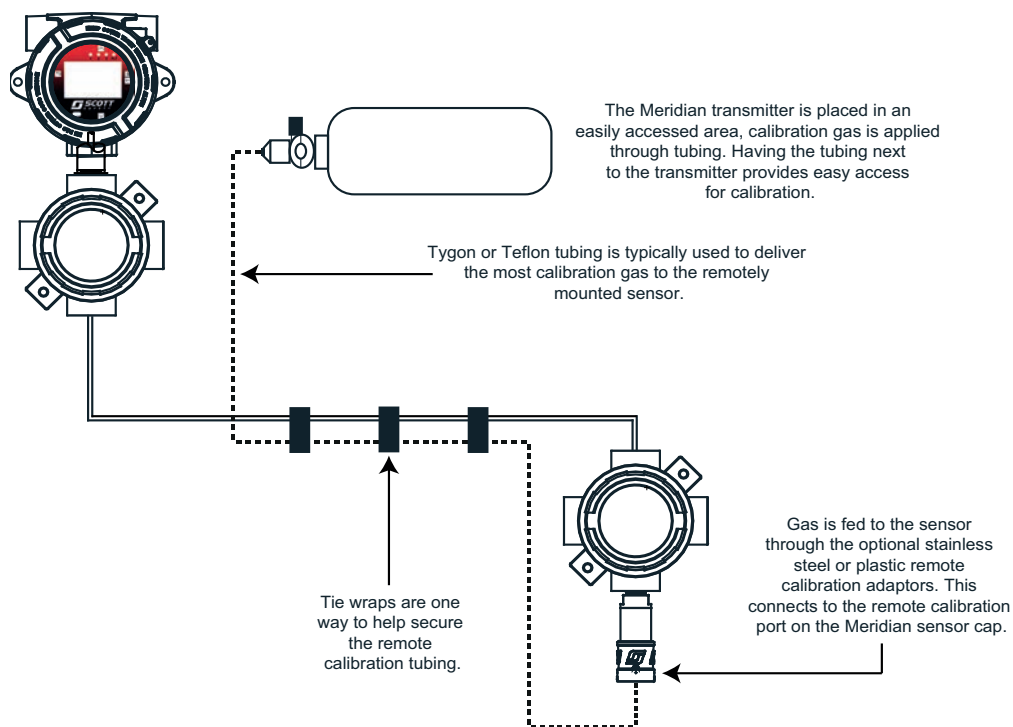 SCOTT
The Meridian transmitter is placed in an
easily accessed area, calibration gas is applied
through tubing. Having the tubing next
to the transmitter provides easy access
for calibration.
Tygon or Teflon tubing is typically used to deliver
the most calibration gas to the remotely
mounted sensor.
Gas is fed to the sensor
through the optional stainless
steel or plastic remote
calibration adaptors. This
connects to the remote calibration
port on the Meridian sensor cap.
Tie wraps are one
way to help secure
the remote
calibration tubing.